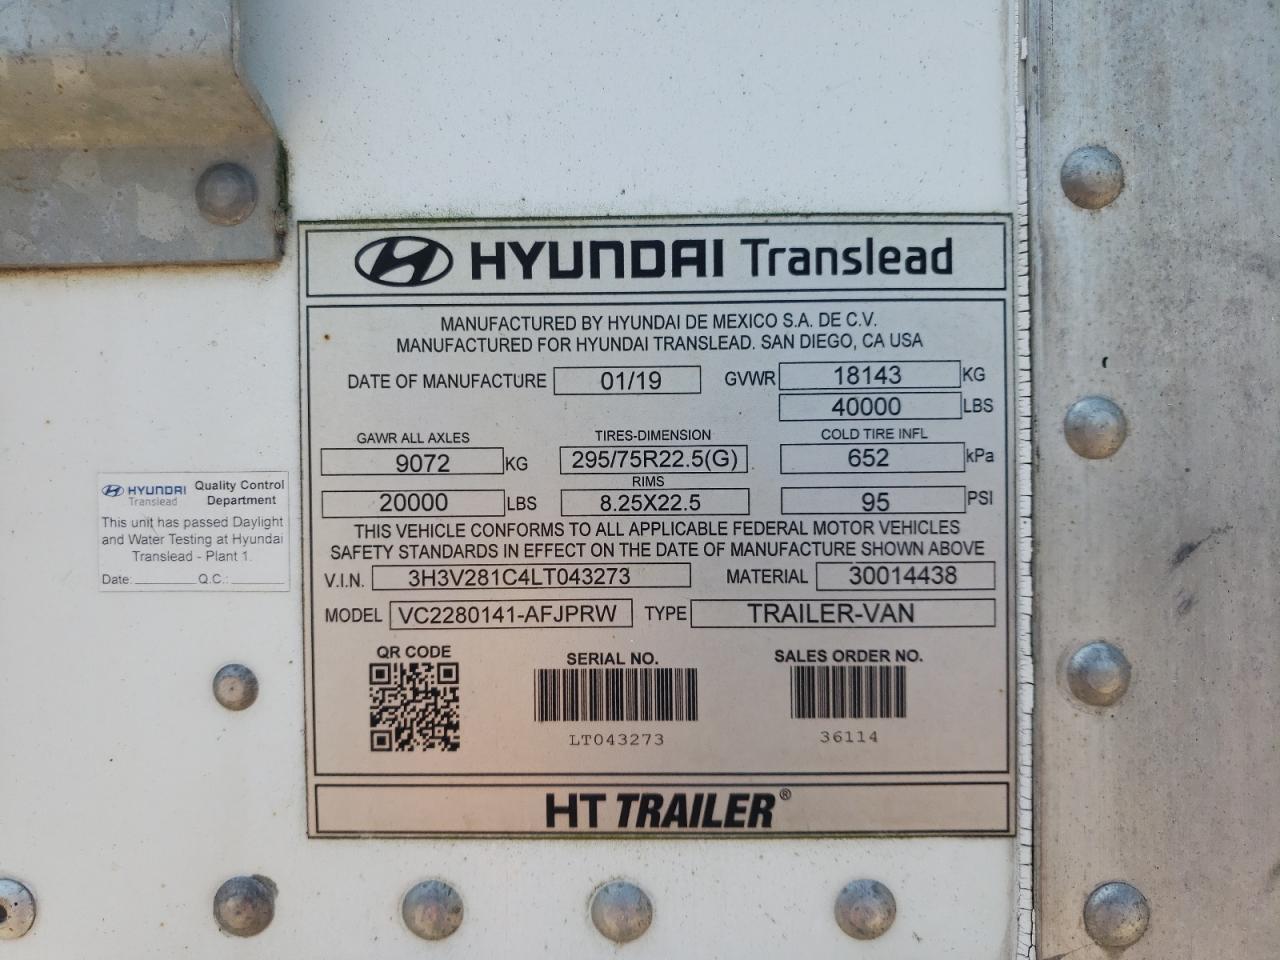 HYUNDAI Translead
MANUFACTURED BY HYUNDAI DE MEXICO S.A. DE C.V.
MANUFACTURED FOR HYUNDAI TRANSLEAD. SAN DIEGO, CA USA
DATE OF MANUFACTURE 01/19 GVWR 18143 KG
40000 LBS
GAWR ALL AXLES TIRES-DIMENSION COLD TIRE INFL
9072 KG 295/75R22.5(G) 652 kPa
RIMS
20000 LBS 8.25X22.5 95 PSI
THIS VEHICLE CONFORMS TO ALL APPLICABLE FEDERAL MOTOR VEHICLES
SAFETY STANDARDS IN EFFECT ON THE DATE OF MANUFACTURE SHOWN ABOVE
V.I.N. 3H3V281C4LT043273 MATERIAL 30014438
MODEL VC2280141-AFJPRW TYPE TRAILER-VAN
QR CODE SERIAL NO. SALES ORDER NO.
LT043273 36114
HT TRAILER®
HYUNDAI Translead Quality Control
Department
This unit has passed Daylight
and Water Testing at Hyundai
Translead - Plant 1.
Date:________ Q.C.:_______